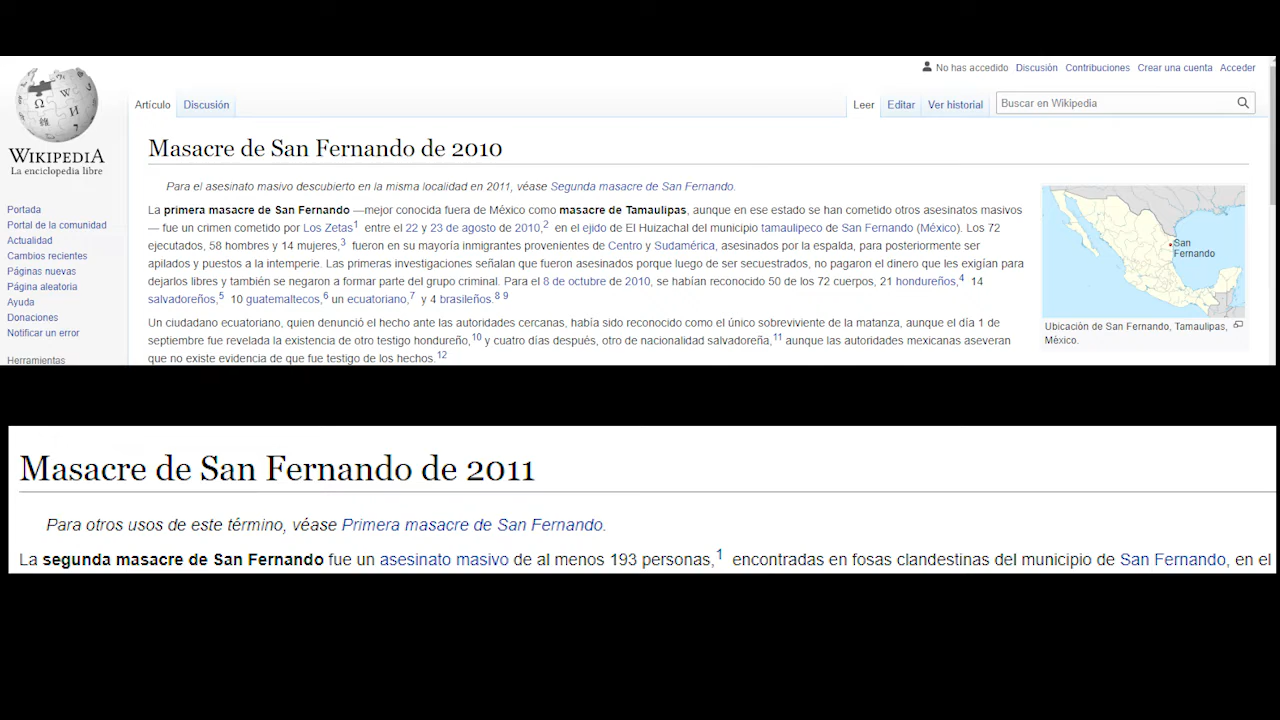 No has accedido Discusión Contribuciones Crear una cuenta Acceder
Artículo Discusión Leer Editar Ver historial Buscar en Wikipedia
WIKIPEDIA
La enciclopedia libre
Portada
Portal de la comunidad
Actualidad
Cambios recientes
Páginas nuevas
Página aleatoria
Ayuda
Donaciones
Notificar un error
Herramientas
Masacre de San Fernando de 2010
Para el asesinato masivo descubierto en la misma localidad en 2011, véase Segunda masacre de San Fernando.
La primera masacre de San Fernando —mejor conocida fuera de México como masacre de Tamaulipas, aunque en ese estado se han cometido otros asesinatos masivos
— fue un crimen cometido por Los Zetas1 entre el 22 y 23 de agosto de 2010,2 en el ejido de El Huizachal del municipio tamaulipeco de San Fernando (México). Los 72
ejecutados, 58 hombres y 14 mujeres,3 fueron en su mayoría inmigrantes provenientes de Centro y Sudamérica, asesinados por la espalda, para posteriormente ser
apilados y puestos a la intemperie. Las primeras investigaciones señalan que fueron asesinados porque luego de ser secuestrados, no pagaron el dinero que les exigían para
dejarlos libres y también se negaron a formar parte del grupo criminal. Para el 8 de octubre de 2010, se habían reconocido 50 de los 72 cuerpos, 21 hondureños,4 14
salvadoreños,5 10 guatemaltecos,6 un ecuatoriano,7 y 4 brasileños.8 9
Un ciudadano ecuatoriano, quien denunció el hecho ante las autoridades cercanas, había sido reconocido como el único sobreviviente de la matanza, aunque el día 1 de
septiembre fue revelada la existencia de otro testigo hondureño,10 y cuatro días después, otro de nacionalidad salvadoreña,11 aunque las autoridades mexicanas aseveran
que no existe evidencia de que fue testigo de los hechos.12
San
Fernando
Ubicación de San Fernando, Tamaulipas,
México.
Masacre de San Fernando de 2011
Para otros usos de este término, véase Primera masacre de San Fernando.
La segunda masacre de San Fernando fue un asesinato masivo de al menos 193 personas,1 encontradas en fosas clandestinas del municipio de San Fernando, en el